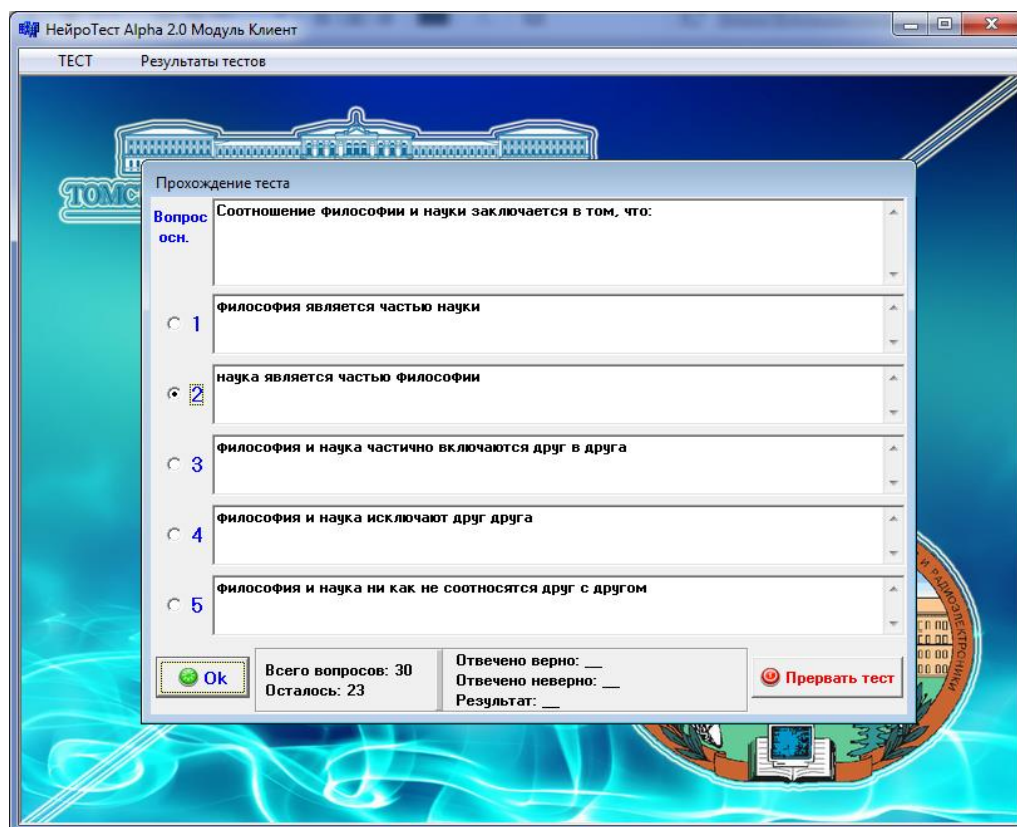 НейроТест Alpha 2.0 Модуль Клиент
ТЕСТ Результаты тестов
Прохождение теста
Вопрос осн.
Соотношение философии и науки заключается в том, что:
1 философия является частью науки
2 наука является частью философии
3 философия и наука частично включаются друг в друга
4 философия и наука исключают друг друга
5 философия и наука ни как не соотносятся друг с другом
Ok
Всего вопросов: 30
Осталось: 23
Отвечено верно: __
Отвечено неверно: __
Результат: __
Прервать тест
И РАДИОЭЛЕКТРОНИКИ